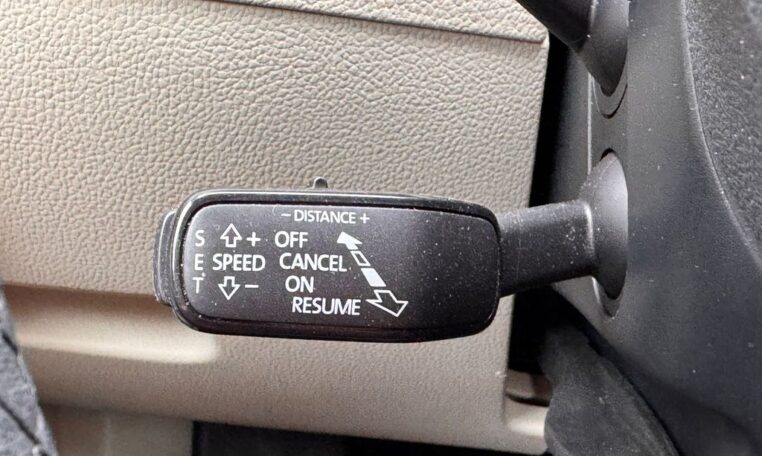 - DISTANCE +
S + OFF
E SPEED CANCEL
T - ON
RESUME